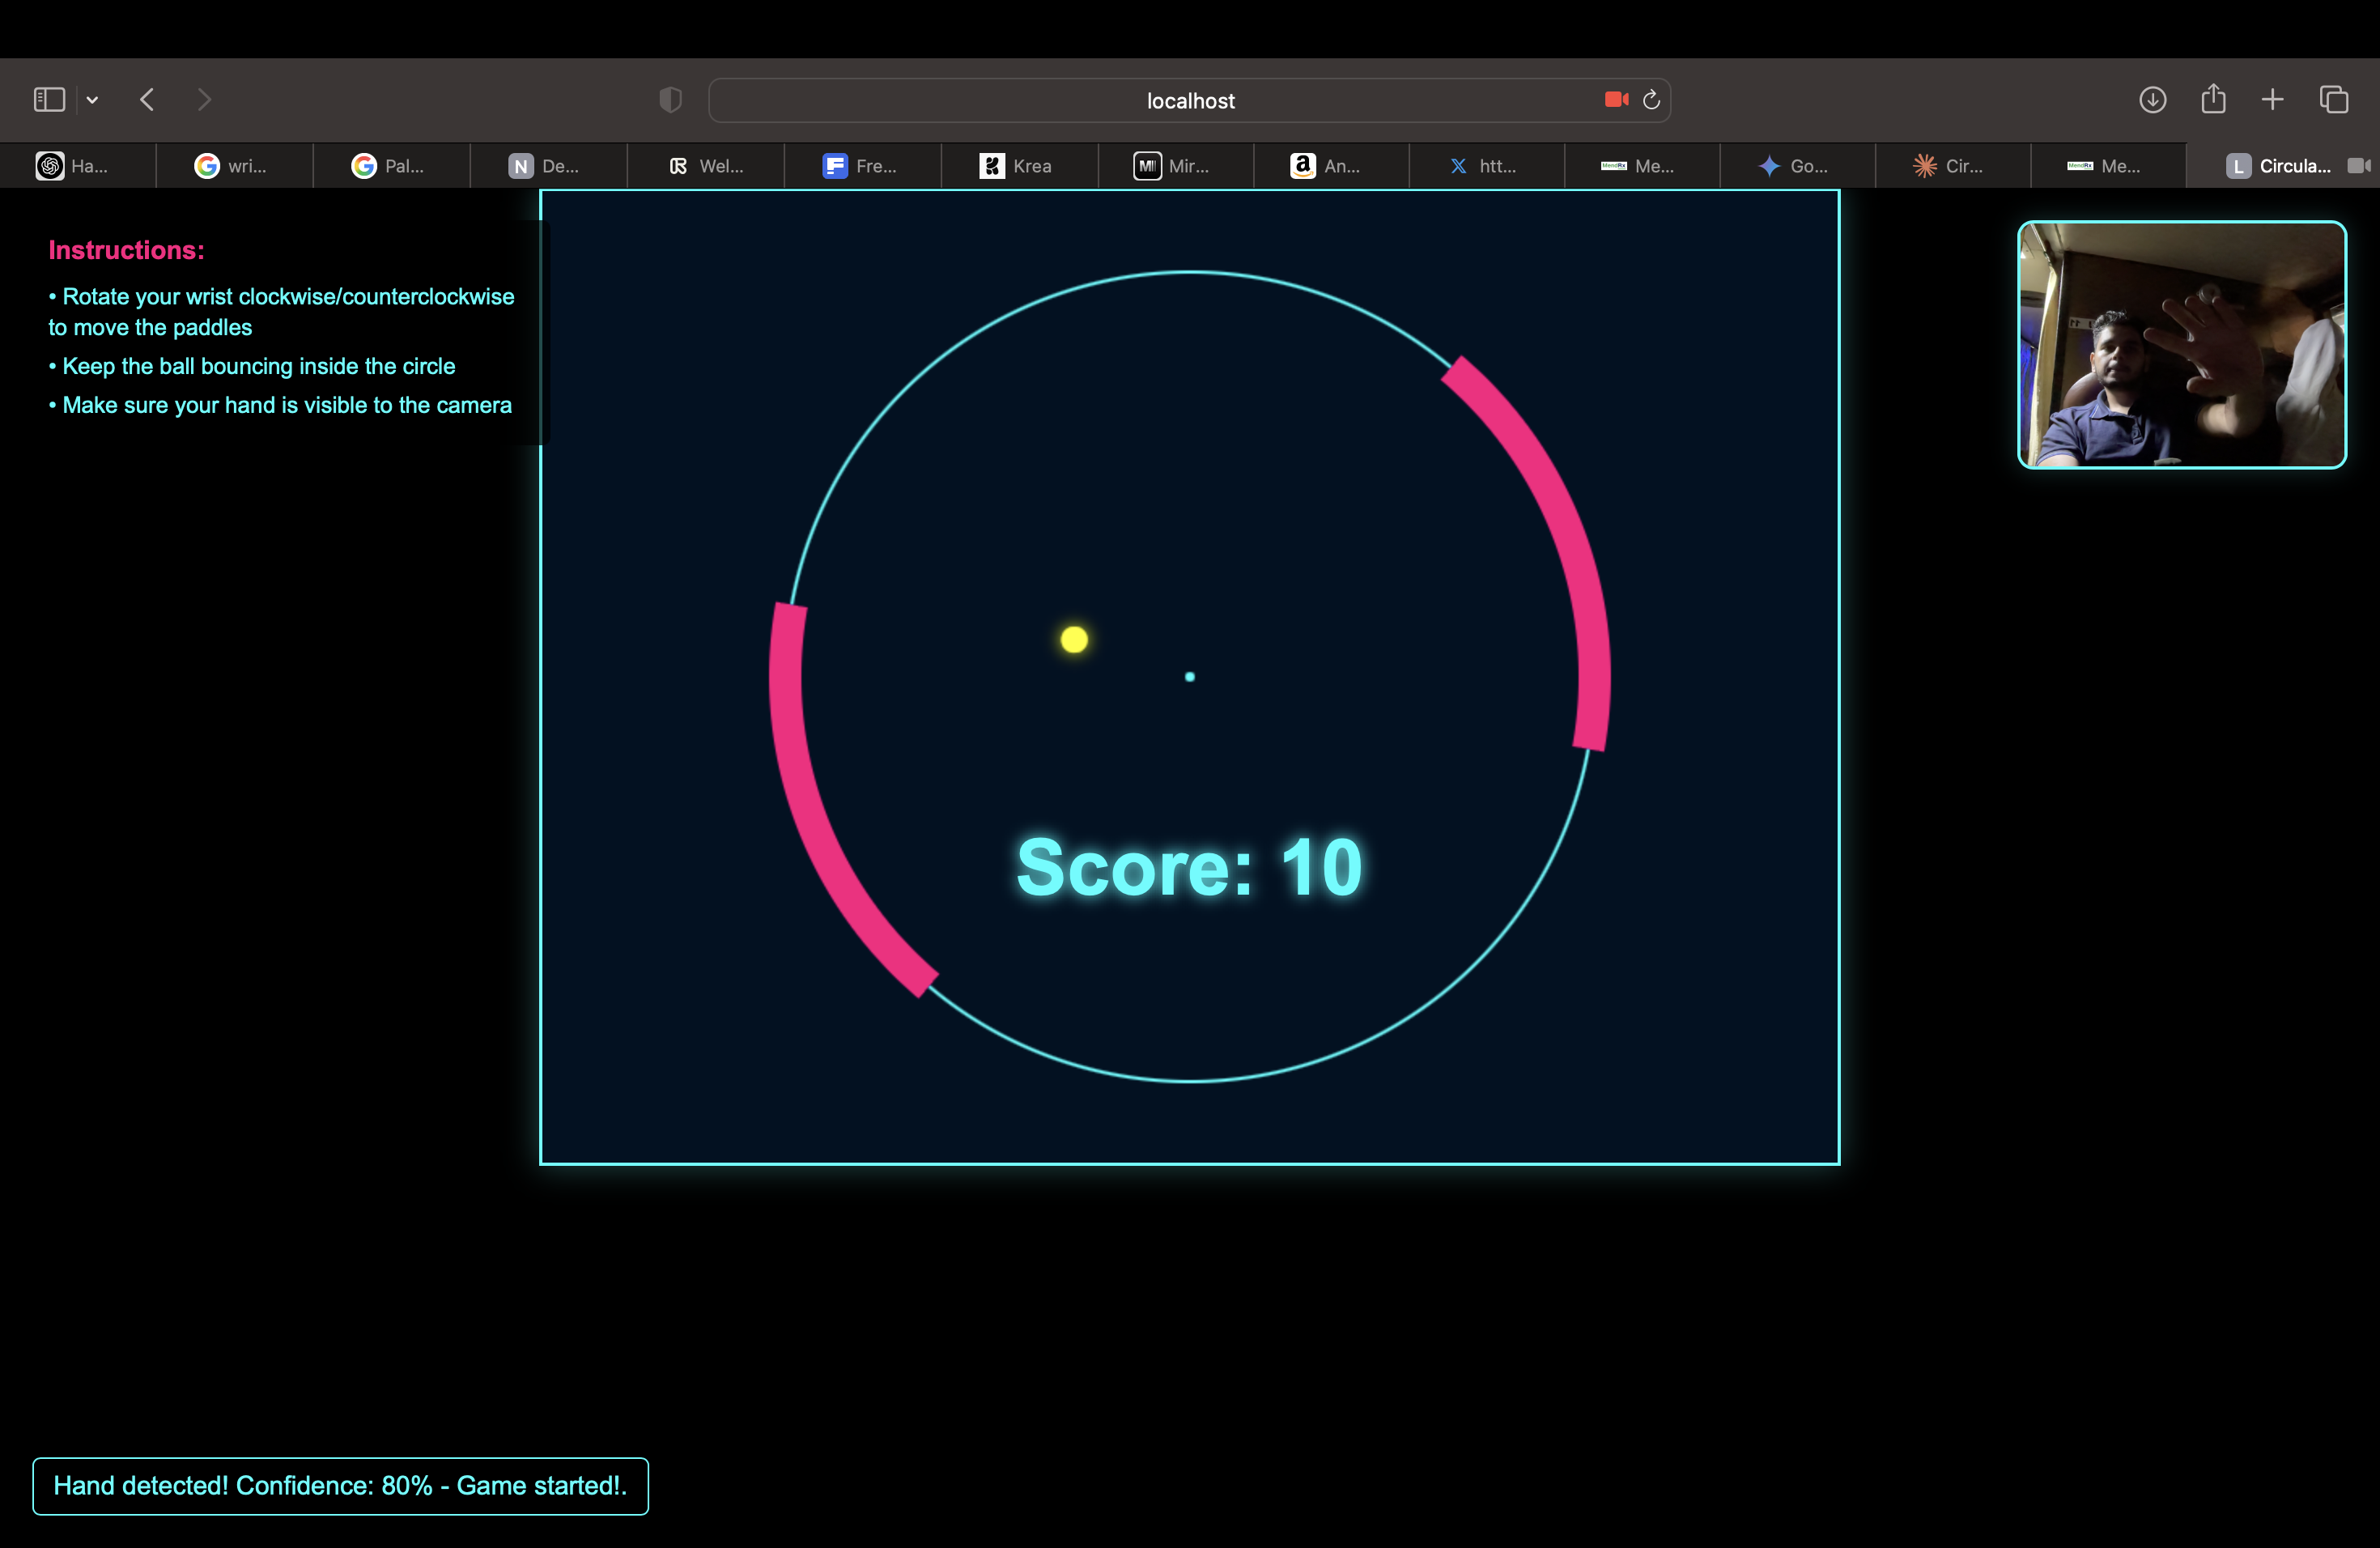 localhost
Ha...
wri...
Pal...
N De...
Wel...
Fre...
Krea
Mir...
a An...
X htt...
MendRx Me...
Go...
Cir...
MendRx Me...
L Circula...
Instructions:
• Rotate your wrist clockwise/counterclockwise
to move the paddles
• Keep the ball bouncing inside the circle
• Make sure your hand is visible to the camera
Score: 10
Hand detected! Confidence: 80% - Game started!.